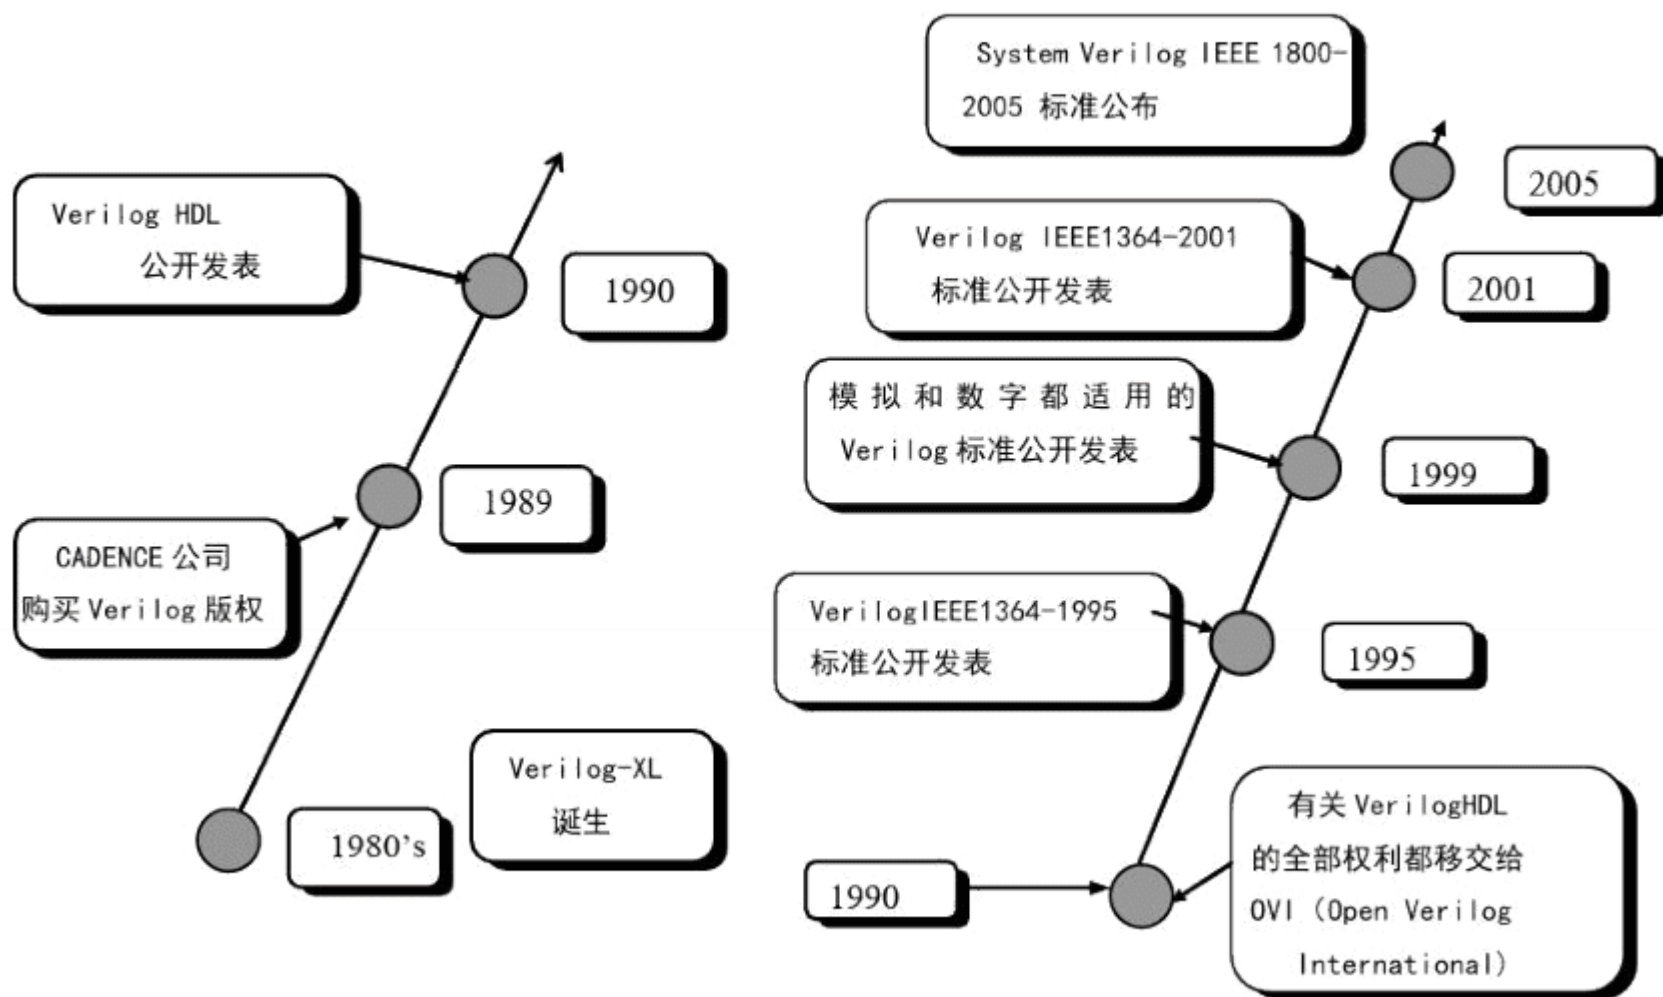 Verilog HDL
公开发表
1990
1989
CADENCE 公司
购买 Verilog 版权
Verilog-XL
诞生
1980's
System Verilog IEEE 1800-
2005 标准公布
2005
Verilog IEEE1364-2001
标准公开发表
2001
模拟和数字都适用的
Verilog 标准公开发表
1999
VerilogIEEE1364-1995
标准公开发表
1995
1990
有关 VerilogHDL
的全部权利都移交给
OVI（Open Verilog
International）